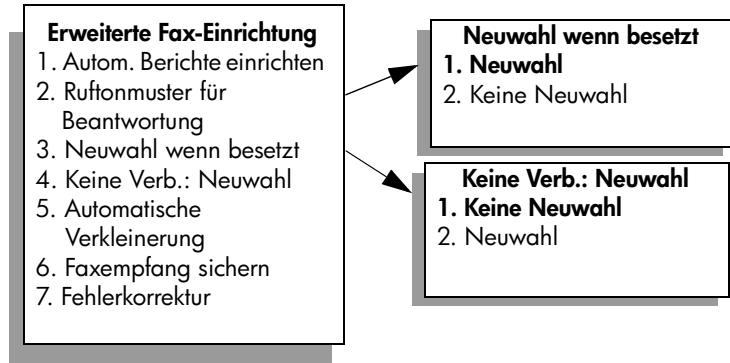 Erweiterte Fax-Einrichtung
1. Autom. Berichte einrichten
2. Ruftonmuster für
Beantwortung
3. Neuwahl wenn besetzt
4. Keine Verb.: Neuwahl
5. Automatische
Verkleinerung
6. Faxempfang sichern
7. Fehlerkorrektur
Neuwahl wenn besetzt
1. Neuwahl
2. Keine Neuwahl
Keine Verb.: Neuwahl
1. Keine Neuwahl
2. Neuwahl